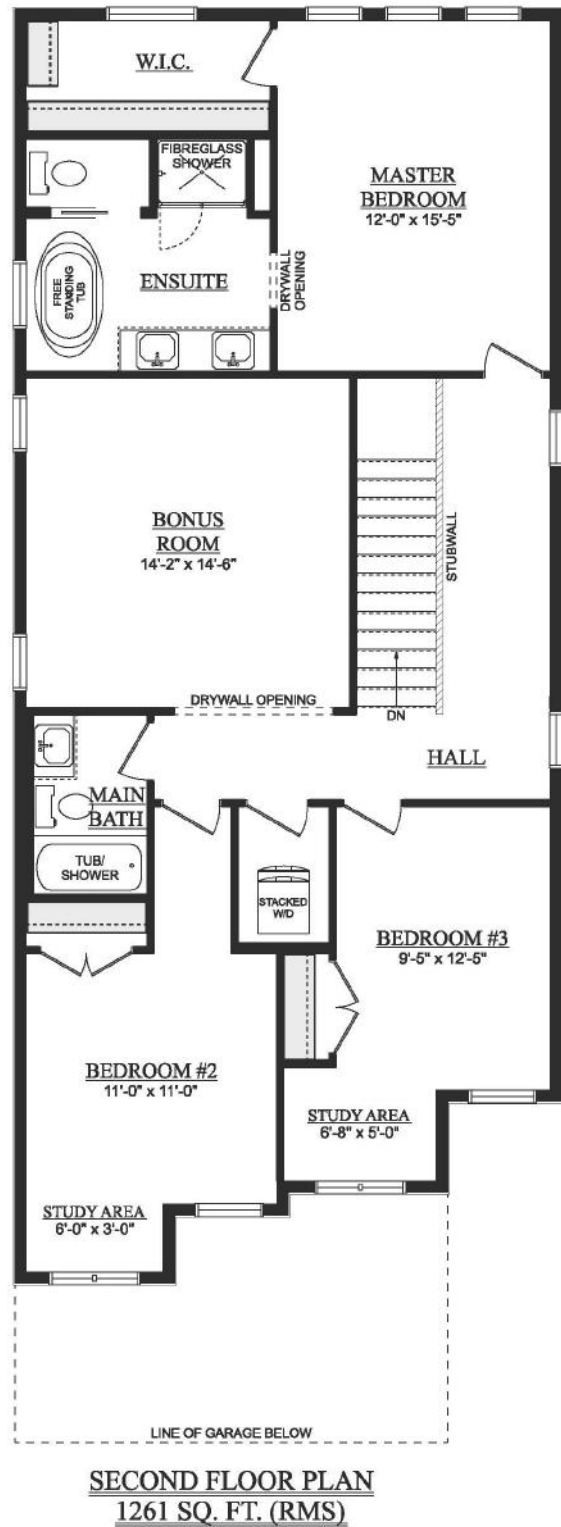 W.I.C.
FIBREGLASS
SHOWER
MASTER
BEDROOM
12'-0" x 15'-5"
ENSUITE
FREE
STANDING
TUB
DRYWALL
OPENING
BONUS
ROOM
14'-2" x 14'-6"
STUBWALL
DRYWALL OPENING
DN
HALL
MAIN
BATH
TUB/
SHOWER
STACKED
W/D
BEDROOM #3
9'-5" x 12'-5"
BEDROOM #2
11'-0" x 11'-0"
STUDY AREA
6'-8" x 5'-0"
STUDY AREA
6'-0" x 3'-0"
LINE OF GARAGE BELOW
SECOND FLOOR PLAN
1261 SQ. FT. (RMS)